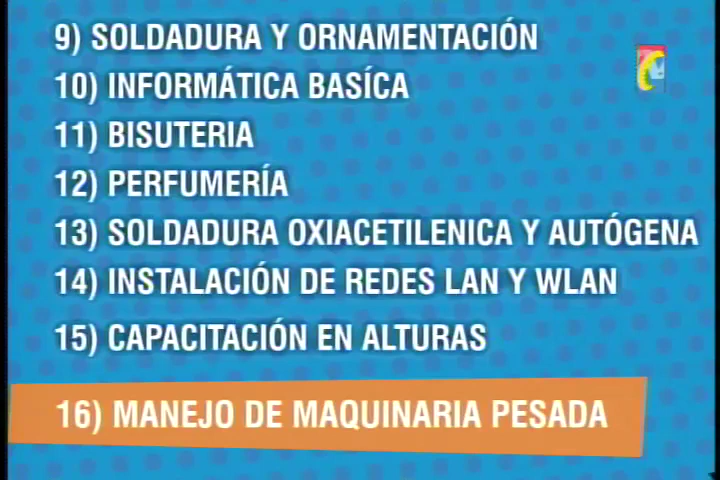 9) SOLDADURA Y ORNAMENTACIÓN
10) INFORMÁTICA BASÍCA
11) BISUTERIA
12) PERFUMERÍA
13) SOLDADURA OXIACETILENICA Y AUTÓGENA
14) INSTALACIÓN DE REDES LAN Y WLAN
15) CAPACITACIÓN EN ALTURAS
16) MANEJO DE MAQUINARIA PESADA